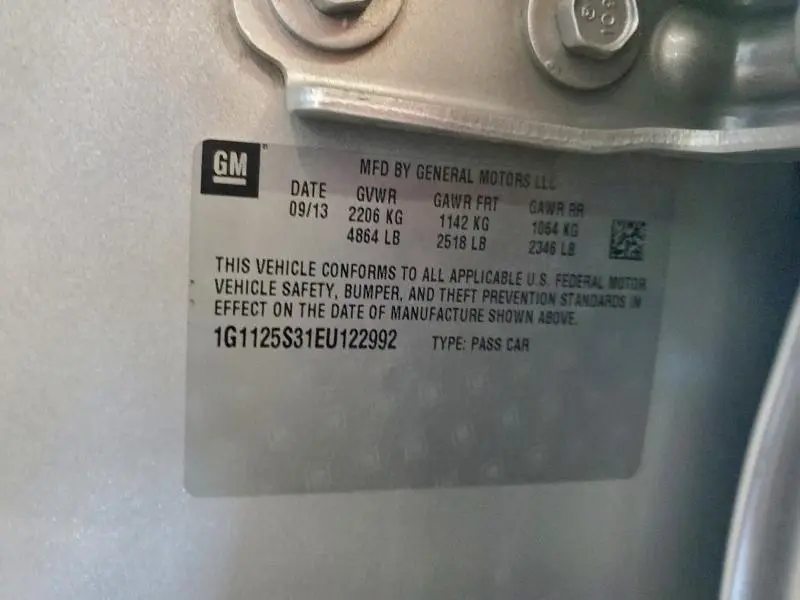 GM
MFD BY GENERAL MOTORS LLC
DATE GVWR GAWR FRT GAWR RR
09/13 2206 KG 1142 KG 1064 KG
4864 LB 2518 LB 2346 LB
THIS VEHICLE CONFORMS TO ALL APPLICABLE U.S. FEDERAL MOTOR
VEHICLE SAFETY, BUMPER, AND THEFT PREVENTION STANDARDS IN
EFFECT ON THE DATE OF MANUFACTURE SHOWN ABOVE.
1G1125S31EU122992 TYPE: PASS CAR